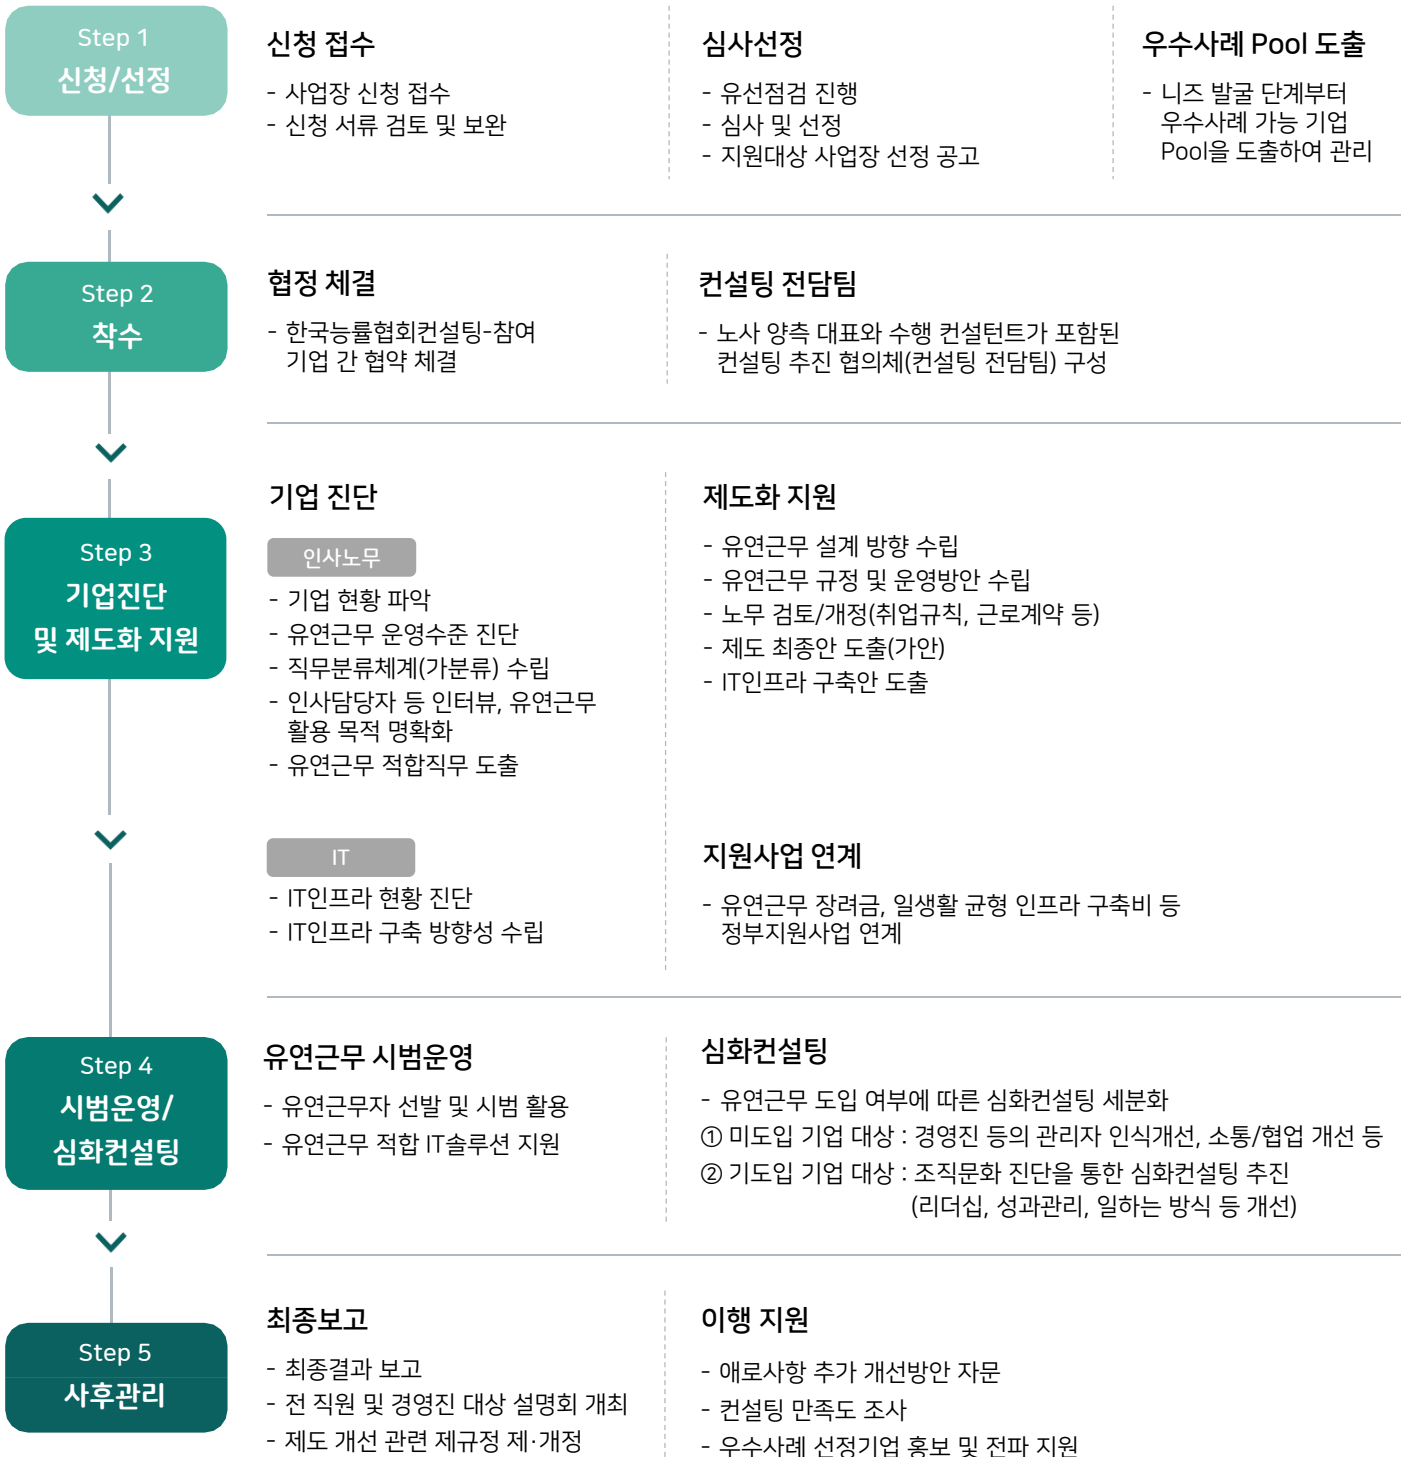 Step 1
신청/선정
신청 접수
- 사업장 신청 접수
- 신청 서류 검토 및 보완
심사선정
- 유선점검 진행
- 심사 및 선정
- 지원대상 사업장 선정 공고
우수사례 Pool 도출
- 니즈 발굴 단계부터
우수사례 가능 기업
Pool을 도출하여 관리
Step 2
착수
협정 체결
- 한국능률협회컨설팅-참여
기업 간 협약 체결
컨설팅 전담팀
- 노사 양측 대표와 수행 컨설턴트가 포함된
컨설팅 추진 협의체(컨설팅 전담팀) 구성
Step 3
기업진단
및 제도화 지원
기업 진단
인사노무
- 기업 현황 파악
- 유연근무 운영수준 진단
- 직무분류체계(가분류) 수립
- 인사담당자 등 인터뷰, 유연근무
활용 목적 명확화
- 유연근무 적합직무 도출
IT
- IT인프라 현황 진단
- IT인프라 구축 방향성 수립
제도화 지원
- 유연근무 설계 방향 수립
- 유연근무 규정 및 운영방안 수립
- 노무 검토/개정(취업규칙, 근로계약 등)
- 제도 최종안 도출(가안)
- IT인프라 구축안 도출
지원사업 연계
- 유연근무 장려금, 일생활 균형 인프라 구축비 등
정부지원사업 연계
Step 4
시범운영/
심화컨설팅
유연근무 시범운영
- 유연근무자 선발 및 시범 활용
- 유연근무 적합 IT솔루션 지원
심화컨설팅
- 유연근무 도입 여부에 따른 심화컨설팅 세분화
① 미도입 기업 대상 : 경영진 등의 관리자 인식개선, 소통/협업 개선 등
② 기도입 기업 대상 : 조직문화 진단을 통한 심화컨설팅 추진
(리더십, 성과관리, 일하는 방식 등 개선)
Step 5
사후관리
최종보고
- 최종결과 보고
- 전 직원 및 경영진 대상 설명회 개최
- 제도 개선 관련 제규정 제·개정
이행 지원
- 애로사항 추가 개선방안 자문
- 컨설팅 만족도 조사
- 우수사례 선정기업 홍보 및 전파 지원